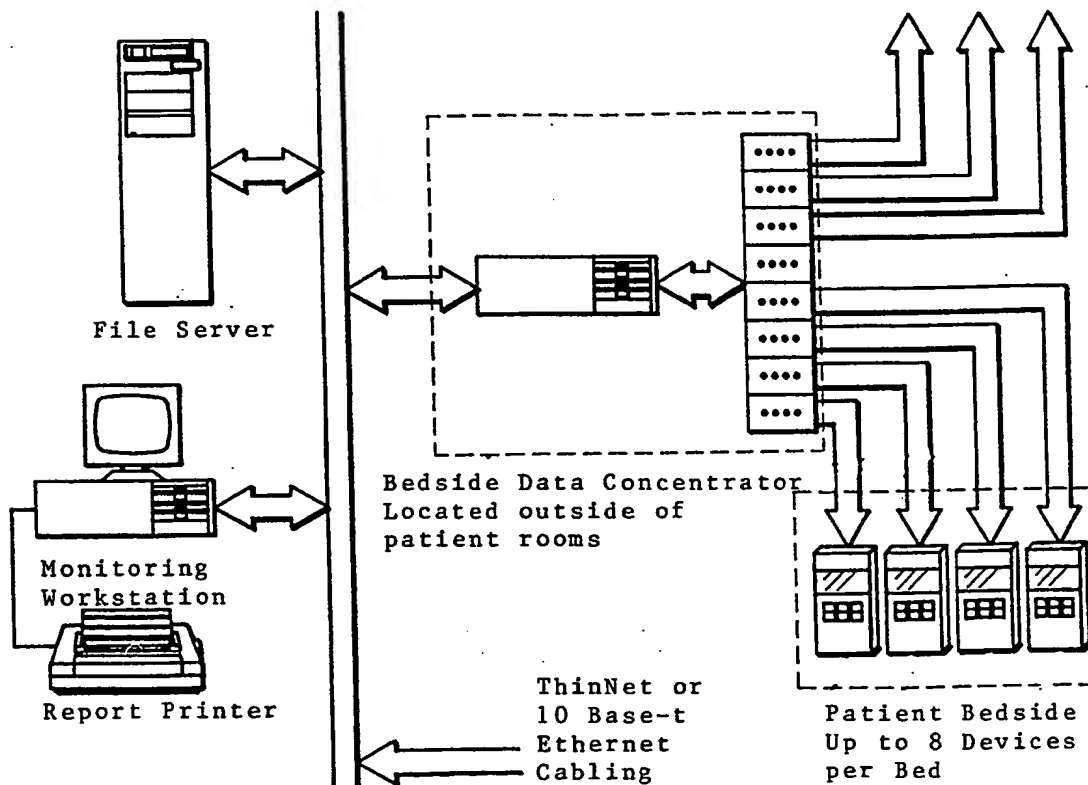 File Server
Bedside Data Concentrator
Located outside of
patient rooms
Monitoring
Workstation
Report Printer
ThinNet or
10 Base-t
Ethernet
Cabling
Patient Bedside
Up to 8 Devices
per Bed